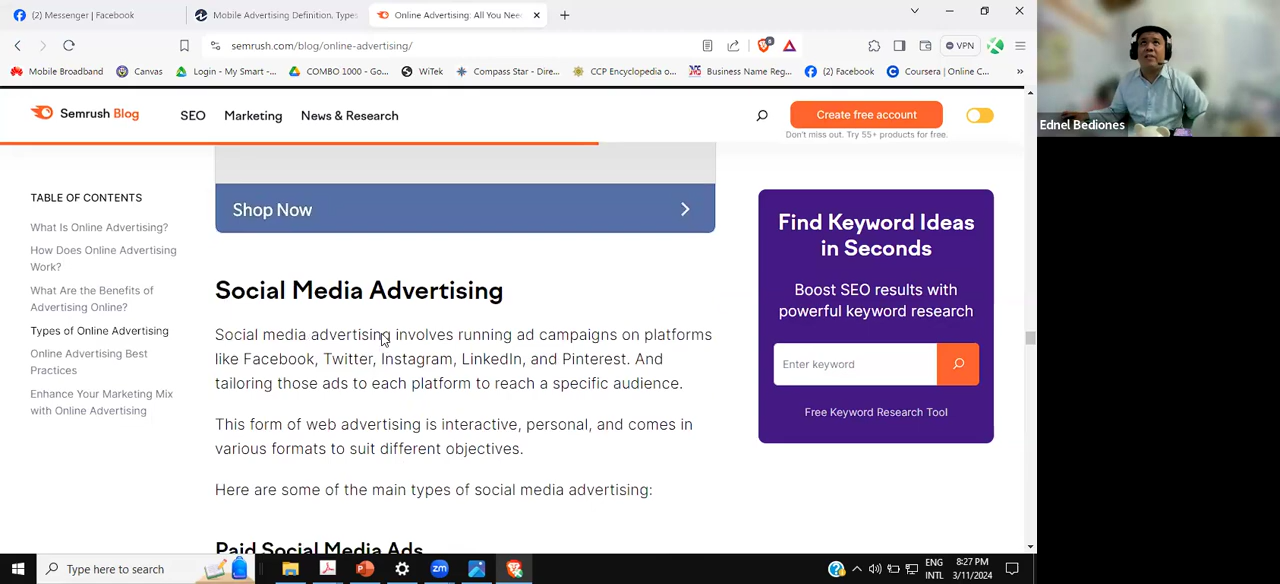 (2) Messenger | Facebook
Mobile Advertising Definition, Types
Online Advertising: All You Nee
semrush.com/blog/online-advertising/
VPN
Mobile Broadband
Canvas
Login - My Smart -...
COMBO 1000 - Go...
WiTek
Compass Star - Dire...
CCP Encyclopedia o...
Business Name Reg...
(2) Facebook
Coursera | Online C...
Semrush Blog
SEO
Marketing
News & Research
Create free account
Don't miss out. Try 55+ products for free.
Ednel Bediones
TABLE OF CONTENTS
What Is Online Advertising?
How Does Online Advertising
Work?
What Are the Benefits of
Advertising Online?
Types of Online Advertising
Online Advertising Best
Practices
Enhance Your Marketing Mix
with Online Advertising
Shop Now
Social Media Advertising
Social media advertising involves running ad campaigns on platforms
like Facebook, Twitter, Instagram, LinkedIn, and Pinterest. And
tailoring those ads to each platform to reach a specific audience.
This form of web advertising is interactive, personal, and comes in
various formats to suit different objectives.
Here are some of the main types of social media advertising:
Paid Social Media Ads
Find Keyword Ideas
in Seconds
Boost SEO results with
powerful keyword research
Enter keyword
Free Keyword Research Tool
Type here to search
zm
ENG
INTL
8:27 PM
3/11/2024